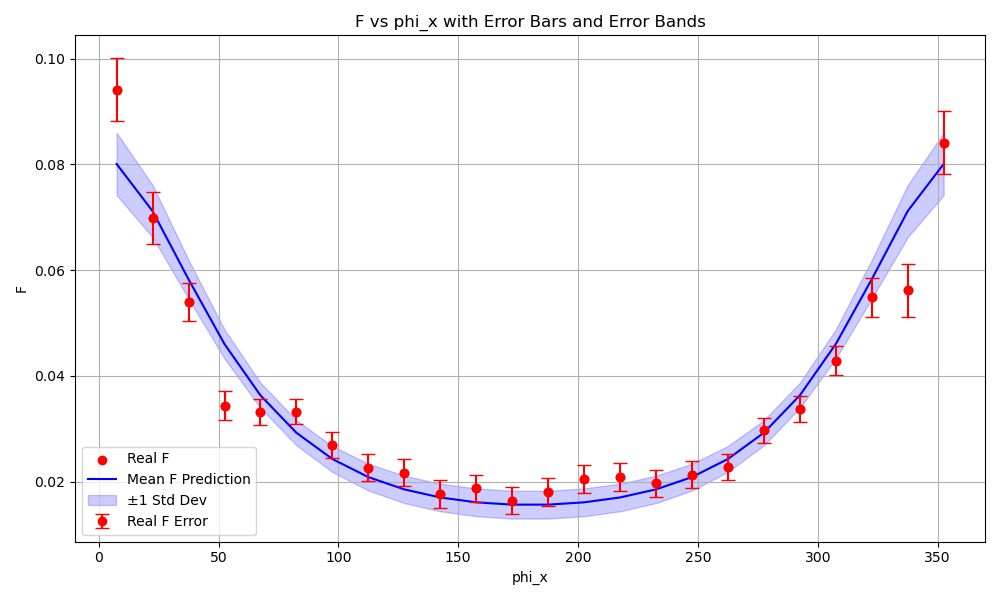 F vs phi_x with Error Bars and Error Bands
0.10
0.08
0.06
0.04
0.02
F
Real F
Mean F Prediction
±1 Std Dev
Real F Error
0 50 100 150 200 250 300 350
phi_x